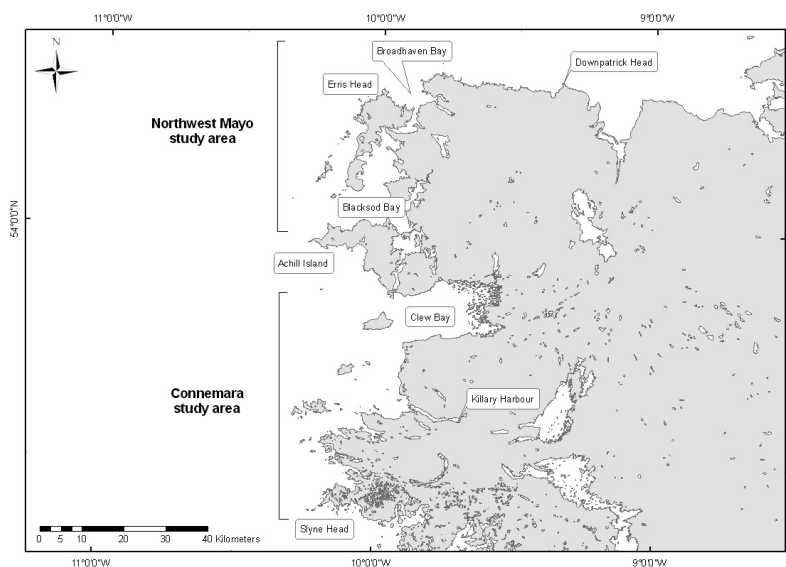 11°0'0"W
10°0'0"W
9°0'0"W
N
Broadhaven Bay
Downpatrick Head
Erris Head
Northwest Mayo
study area
Blacksod Bay
54°0'0"N
Achill Island
Clew Bay
Connemara
study area
Killary Harbour
Slyne Head
0 5 10 20 30 40 Kilometers
11°0'0"W
10°0'0"W
9°0'0"W